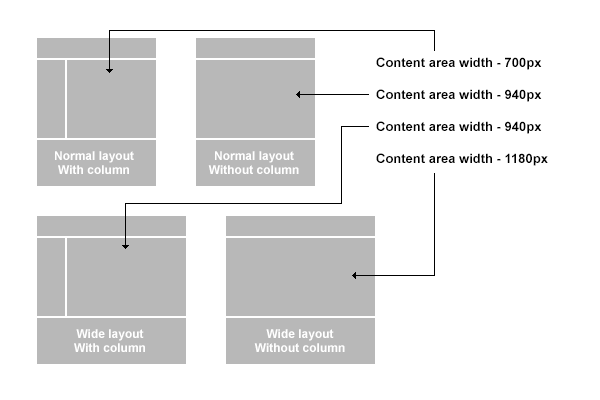 Content area width - 700px
Content area width - 940px
Content area width - 940px
Content area width - 1180px
Normal layout
With column
Normal layout
Without column
Wide layout
With column
Wide layout
Without column